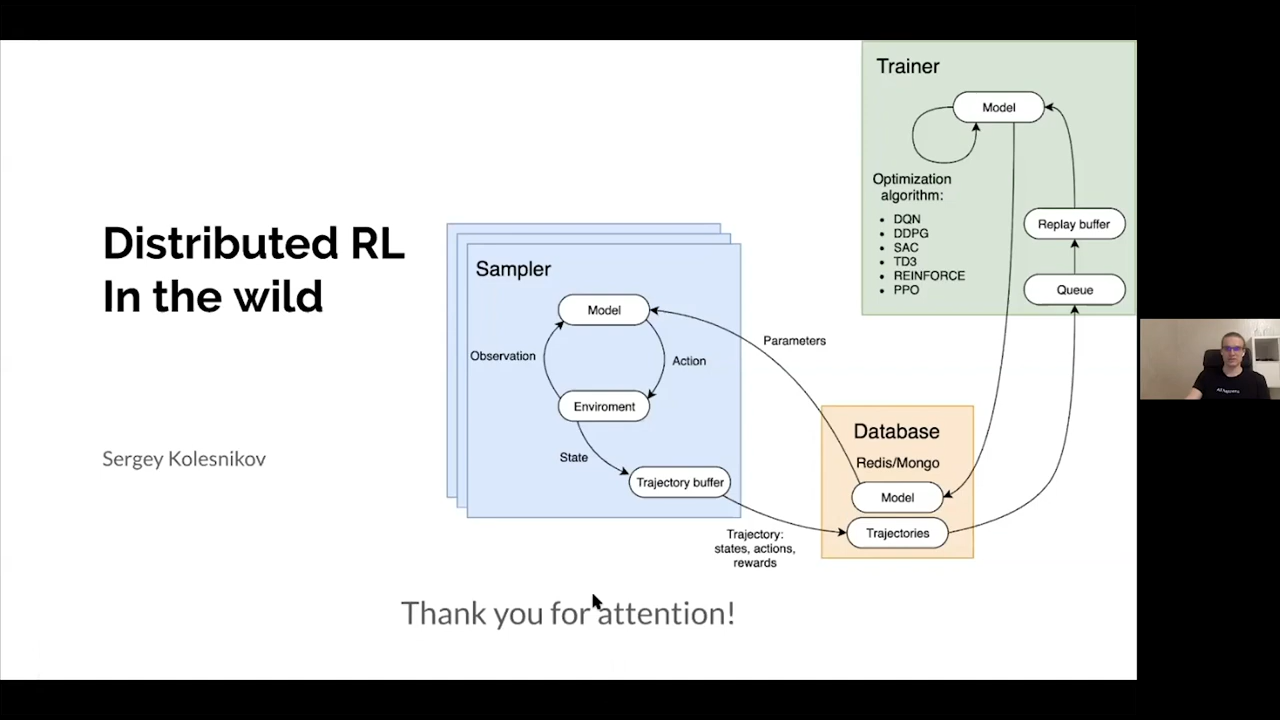 Distributed RL
In the wild
Sergey Kolesnikov
Sampler
Model
Observation
Action
Enviroment
State
Trajectory buffer
Trajectory:
states, actions,
rewards
Parameters
Database
Redis/Mongo
Model
Trajectories
Trainer
Model
Optimization
algorithm:
• DQN
• DDPG
• SAC
• TD3
• REINFORCE
• PPO
Replay buffer
Queue
Thank you for attention!